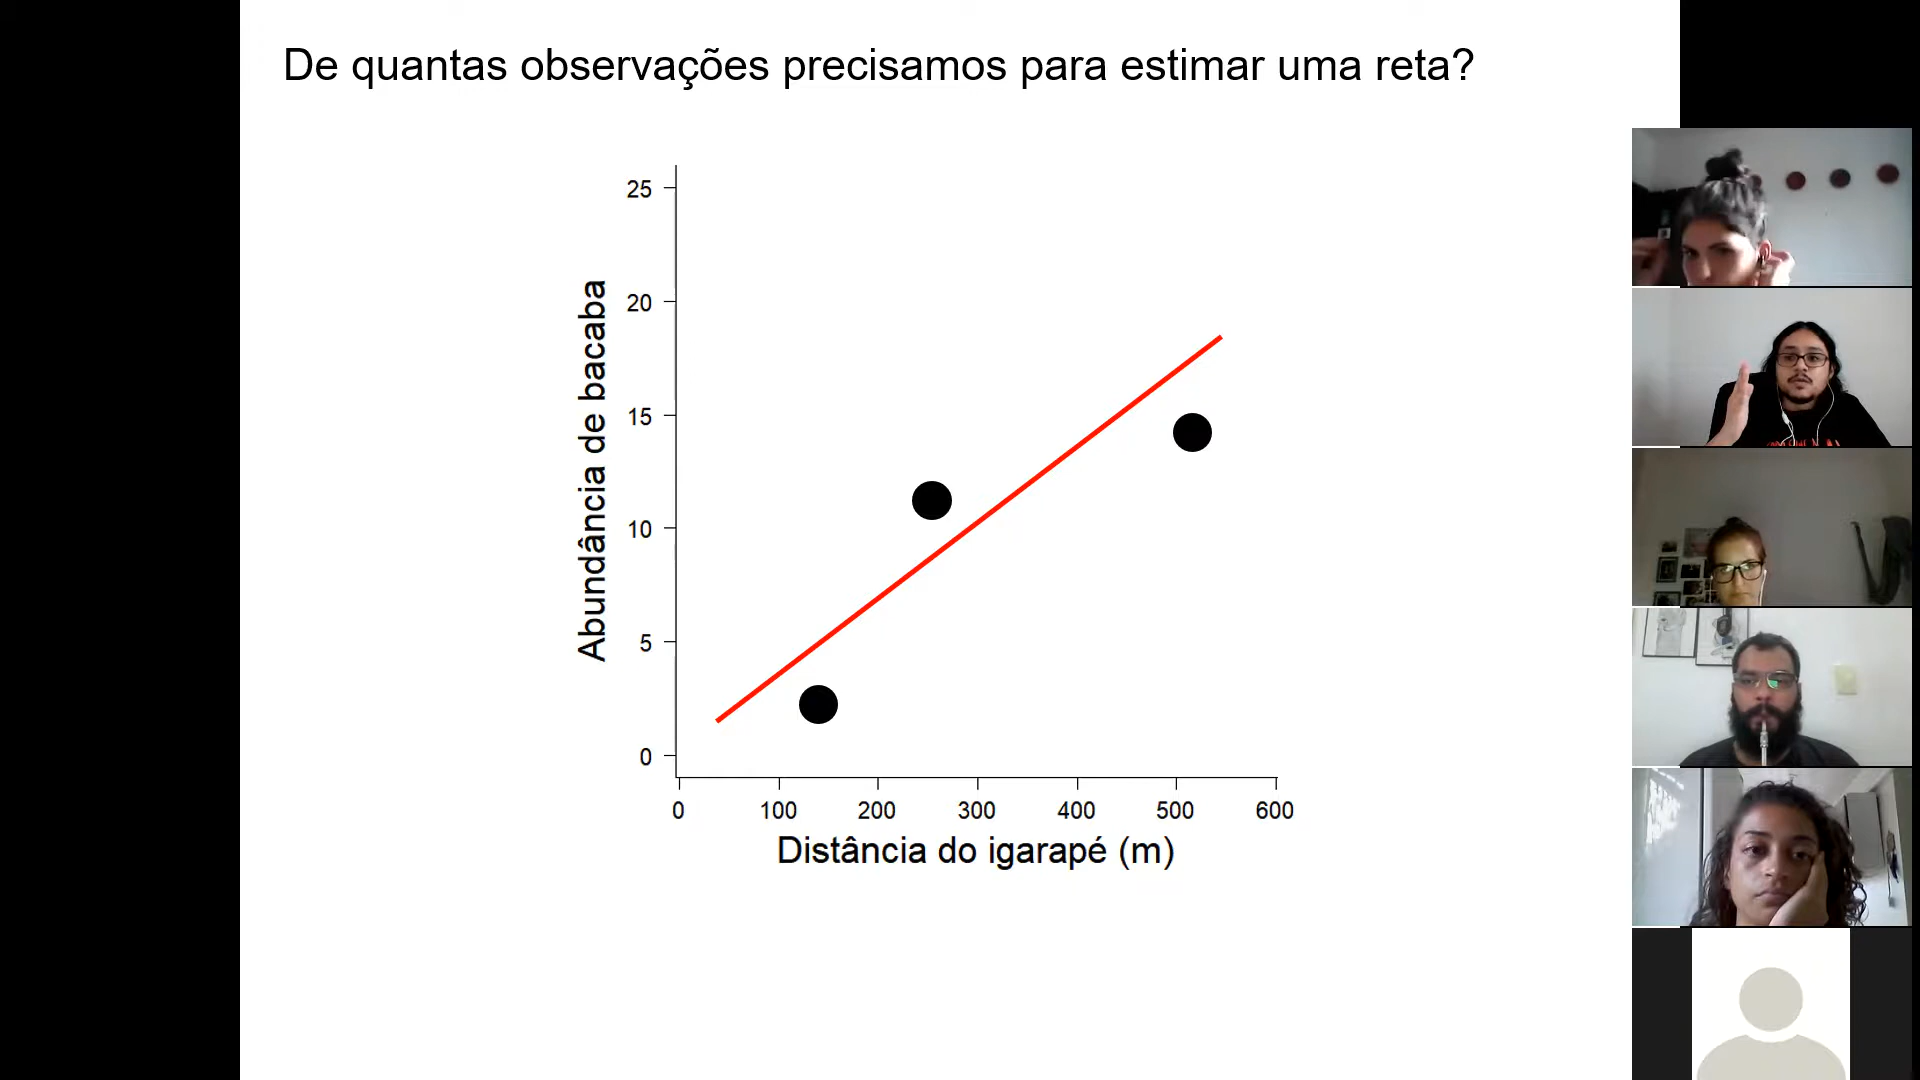 De quantas observações precisamos para estimar uma reta?
25
20
15
10
5
0
Abundância de bacaba
0 100 200 300 400 500 600
Distância do igarapé (m)